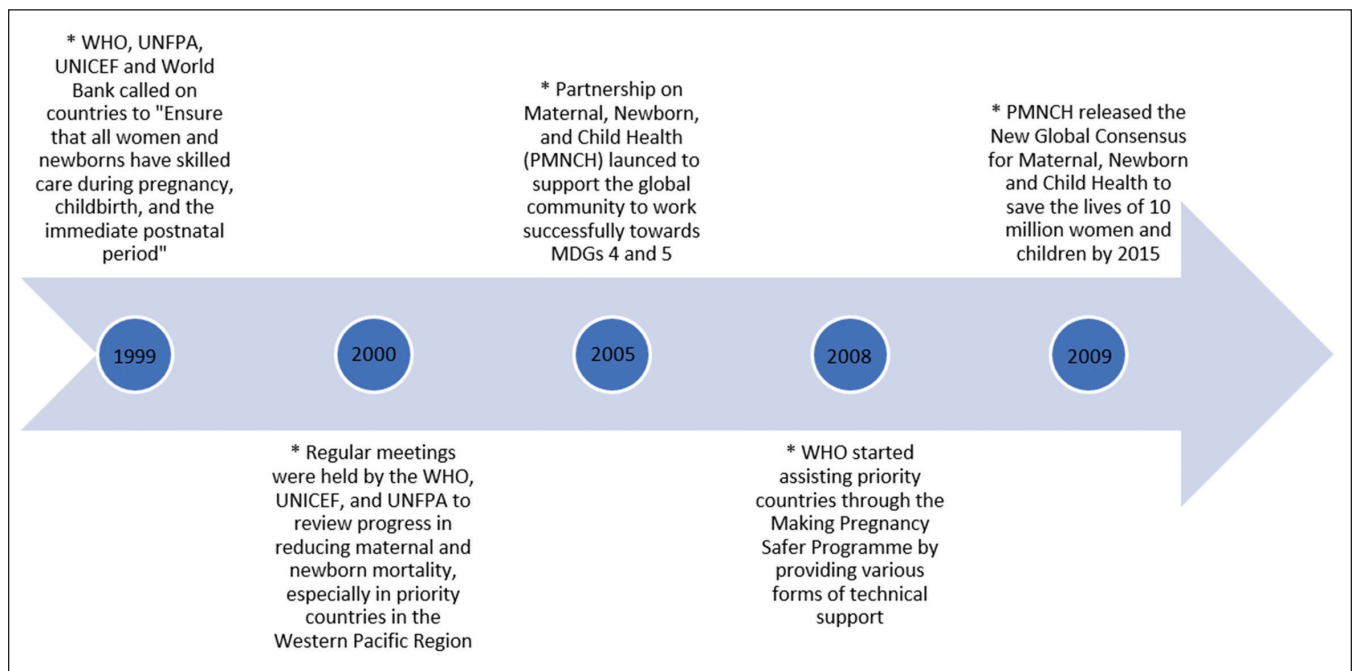 * WHO, UNFPA,
UNICEF and World
Bank called on
countries to "Ensure
that all women and
newborns have skilled
care during pregnancy,
childbirth, and the
immediate postnatal
period"
* Partnership on
Maternal, Newborn,
and Child Health
(PMNCH) launced to
support the global
community to work
successfully towards
MDGs 4 and 5
* PMNCH released the
New Global Consensus
for Maternal, Newborn
and Child Health to
save the lives of 10
million women and
children by 2015
1999
2000
2005
2008
2009
* Regular meetings
were held by the WHO,
UNICEF, and UNFPA to
review progress in
reducing maternal and
newborn mortality,
especially in priority
countries in the
Western Pacific Region
* WHO started
assisting priority
countries through the
Making Pregnancy
Safer Programme by
providing various
forms of technical
support